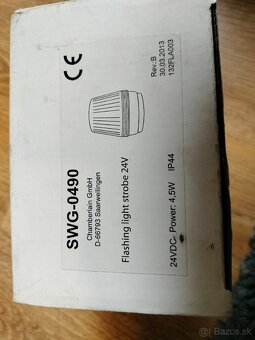 SWG-0490
Chamberlain GmbH
D-66793 Saarwellingen
CE
Rev.:B
30.03.2013
132FLA003
Flashing light strobe 24V
24VDC- Power: 4,5W IP44
bazos.sk